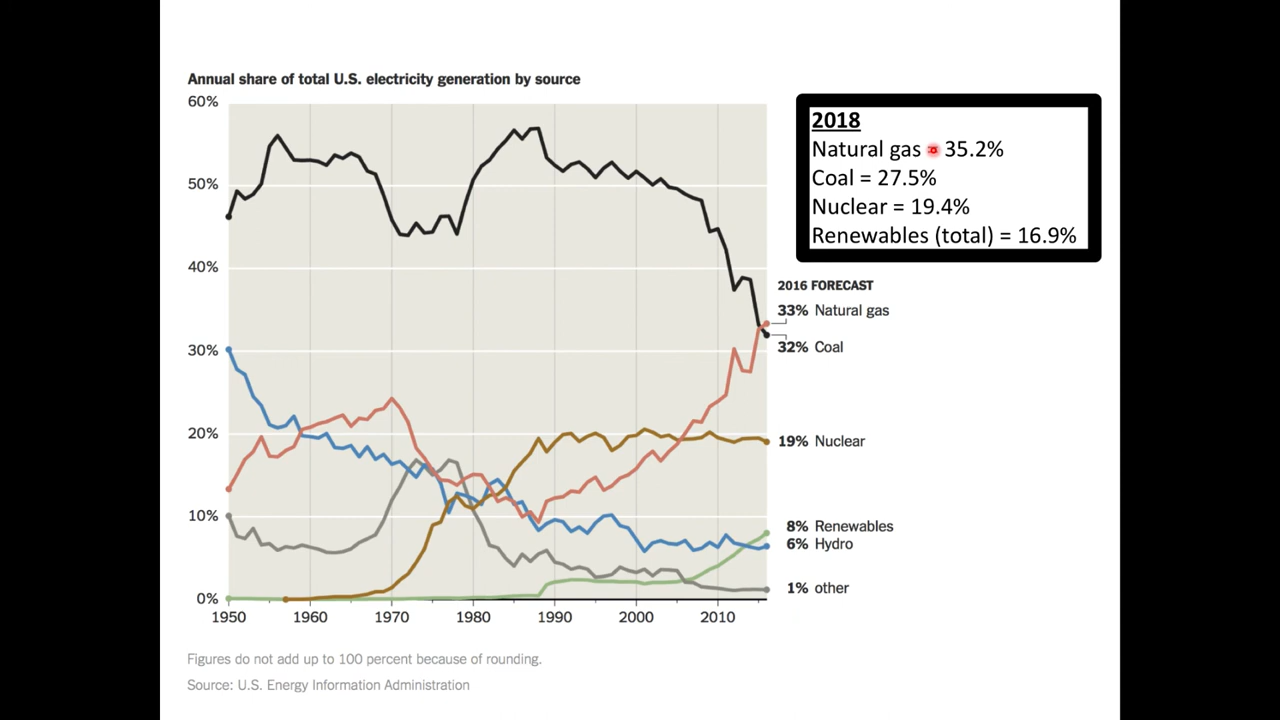 Annual share of total U.S. electricity generation by source
60%
50%
40%
30%
20%
10%
0%
1950
1960
1970
1980
1990
2000
2010
2018
Natural gas = 35.2%
Coal = 27.5%
Nuclear = 19.4%
Renewables (total) = 16.9%
2016 FORECAST
33% Natural gas
32% Coal
19% Nuclear
8% Renewables
6% Hydro
1% other
Figures do not add up to 100 percent because of rounding.
Source: U.S. Energy Information Administration